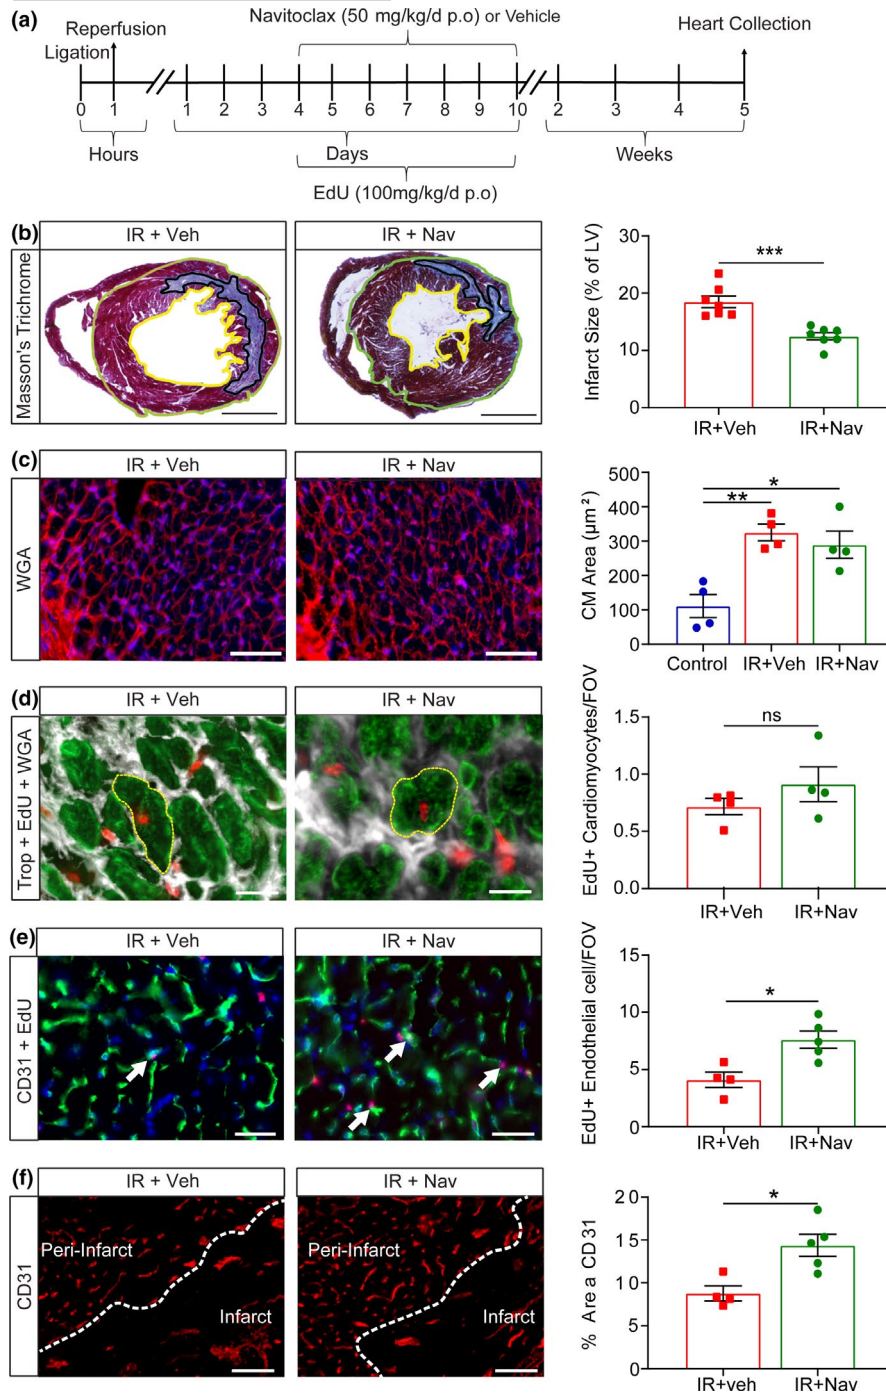 (a)
Navitoclax (50 mg/kg/d p.o) or Vehicle
Reperfusion
Ligation
Heart Collection
0 1 1 2 3 4 5 6 7 8 9 10 2 3 4 5
Hours
Days
Weeks
EdU (100mg/kg/d p.o)
(b)
IR + Veh
IR + Nav
Masson's Trichrome
Infarct Size (% of LV)
30
20
10
0
***
IR+Veh
IR+Nav
(c)
IR + Veh
IR + Nav
WGA
CM Area (µm²)
500
400
300
200
100
0
*
**
Control
IR+Veh
IR+Nav
(d)
IR + Veh
IR + Nav
Trop + EdU + WGA
EdU+ Cardiomyocytes/FOV
1.5
1.0
0.5
0.0
ns
IR+Veh
IR+Nav
(e)
IR + Veh
IR + Nav
CD31 + EdU
EdU+ Endothelial cell/FOV
15
10
5
0
*
IR+Veh
IR+Nav
(f)
IR + Veh
IR + Nav
CD31
Peri-Infarct
Infarct
Peri-Infarct
Infarct
% Area CD31
20
15
10
5
0
*
IR+veh
IR+Nav